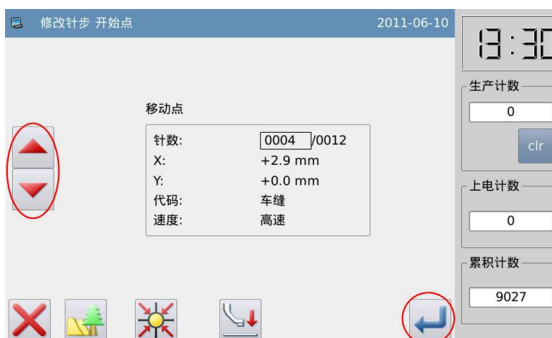 修改针步 开始点
2011-06-10
13:30
移动点
针数: 0004 /0012
X: +2.9 mm
Y: +0.0 mm
代码: 车缝
速度: 高速
生产计数
0
clr
上电计数
0
累积计数
9027